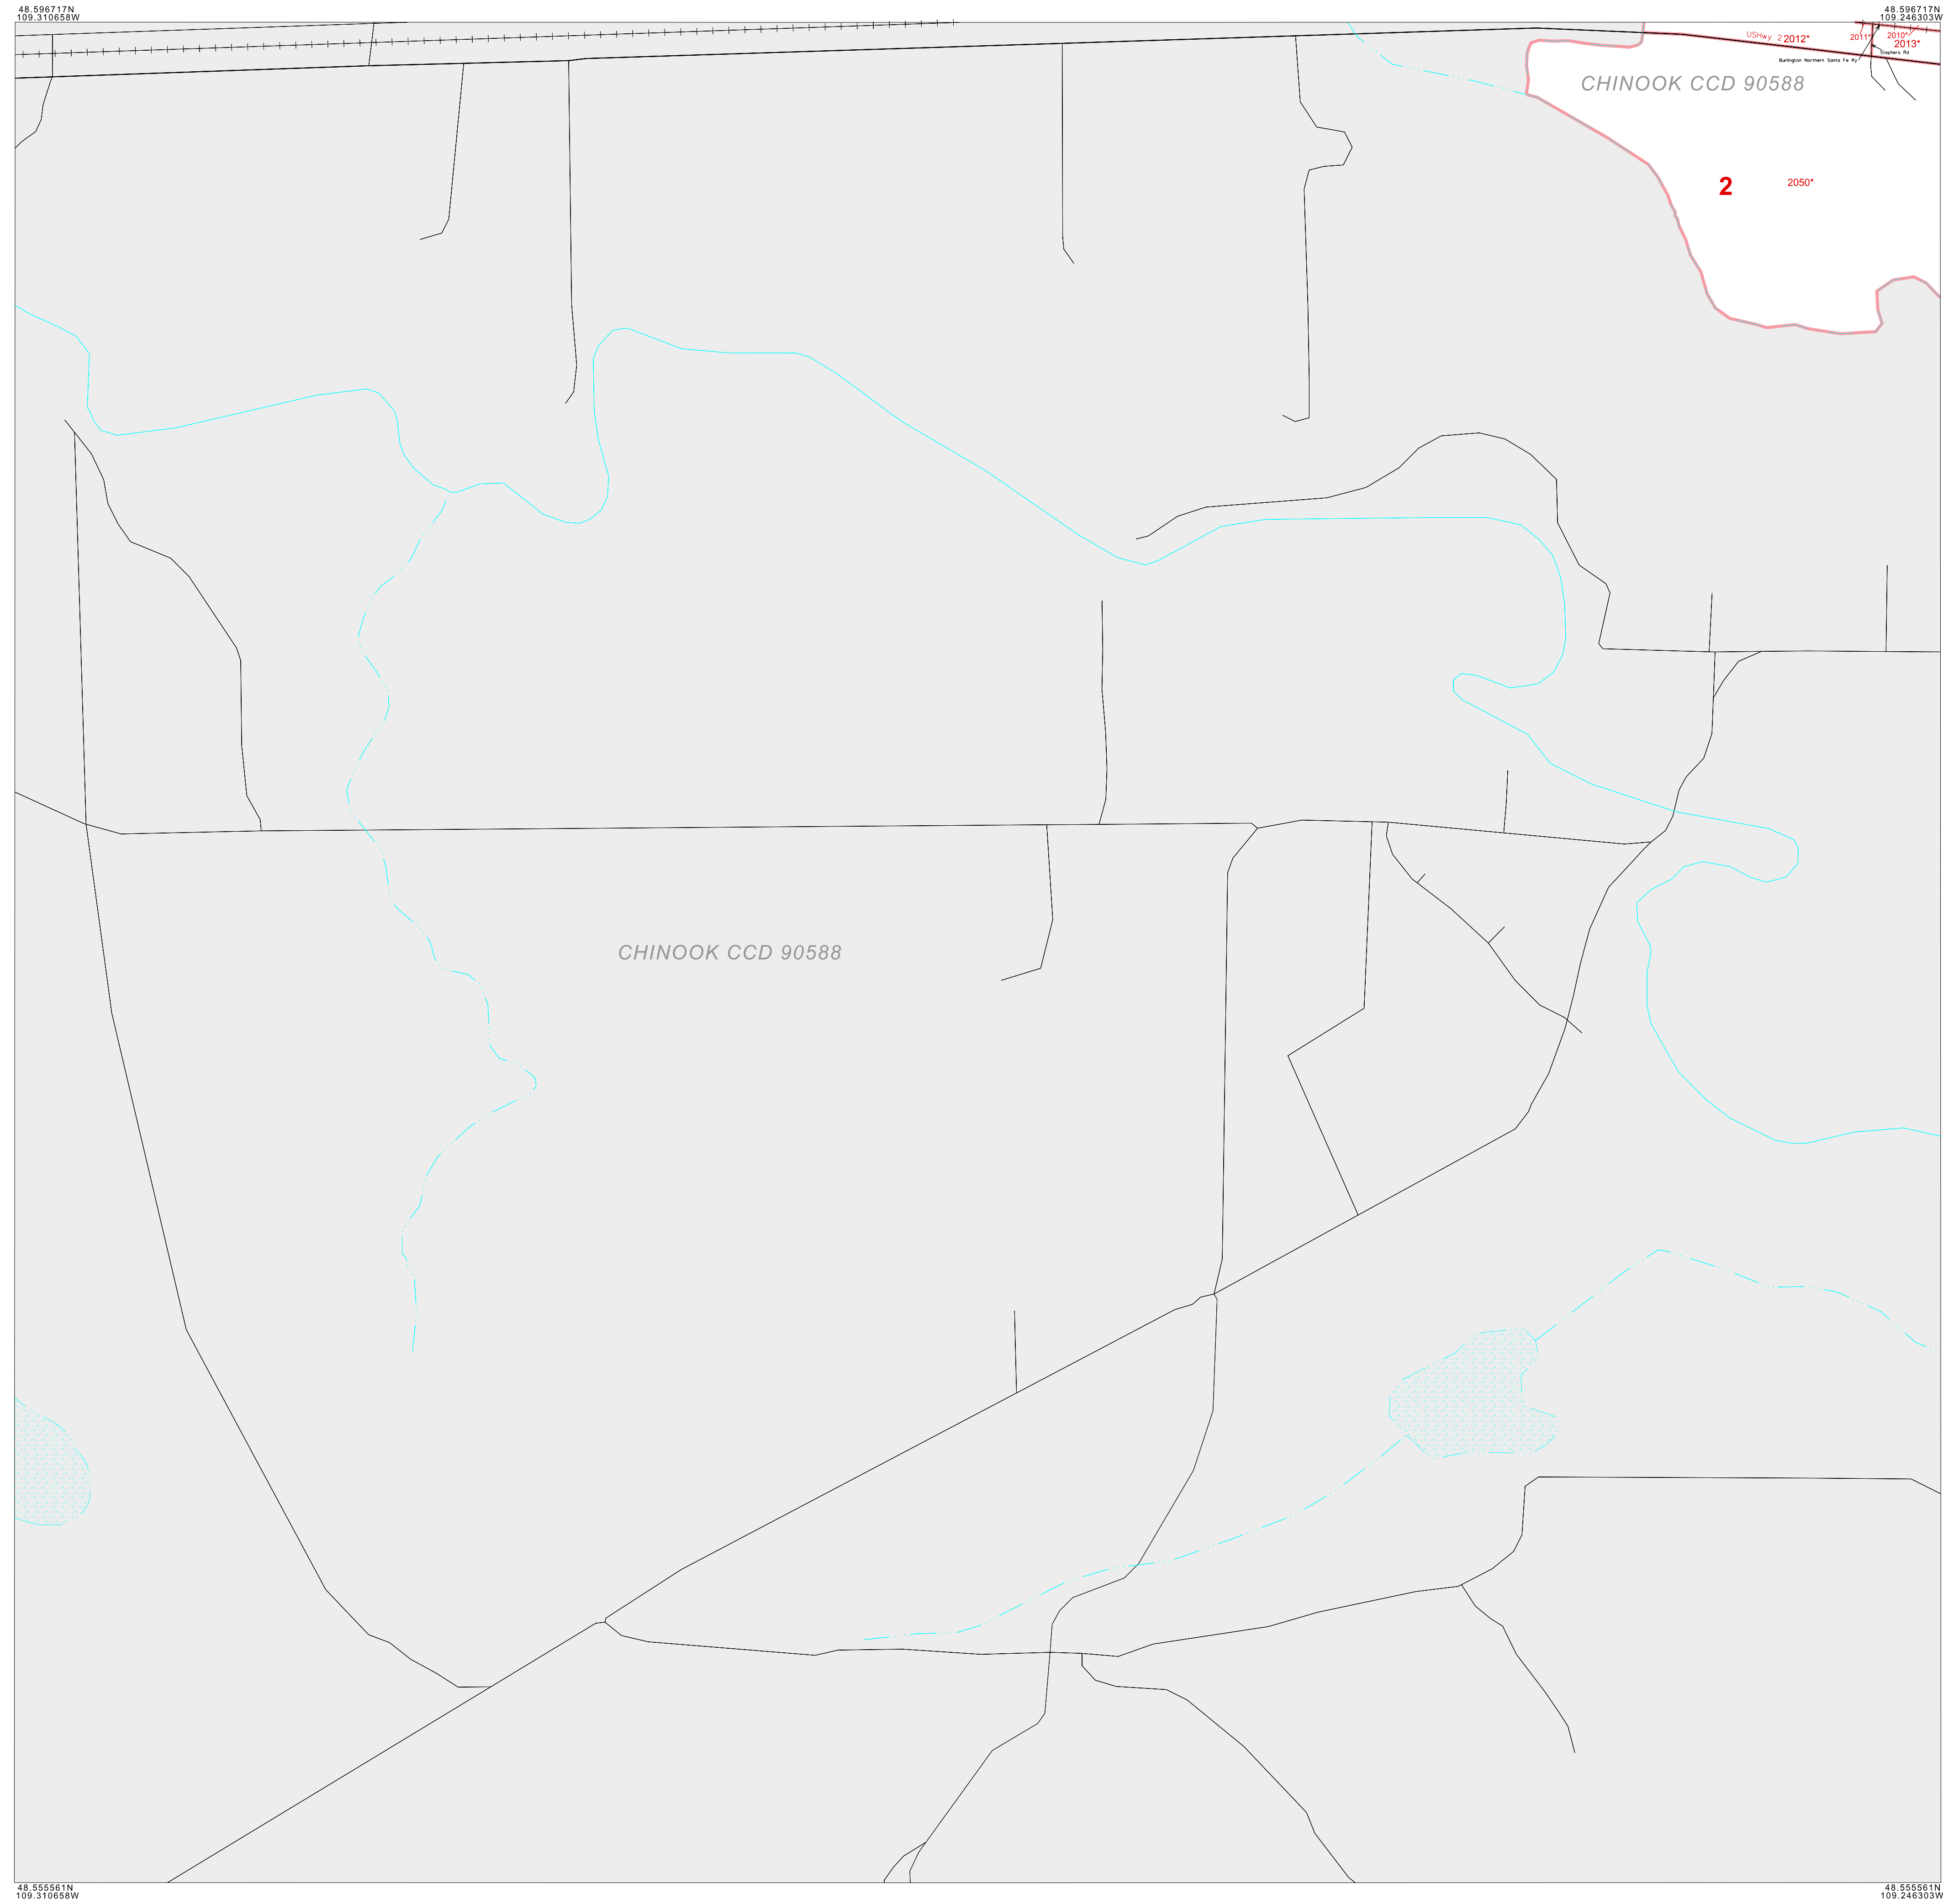 48.596717N
109.310658W
48.596717N
109.246303W
USHwy 2 2012*
2011*
2010*
2013*
Stephens Rd
Burlington Northern Santa Fe Ry
CHINOOK CCD 90588
2 2050*
CHINOOK CCD 90588
48.555561N
109.310658W
48.555561N
109.246303W